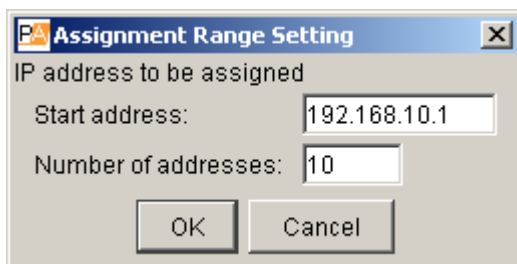 PA Assignment Range Setting
IP address to be assigned
Start address: 192.168.10.1
Number of addresses: 10
OK Cancel